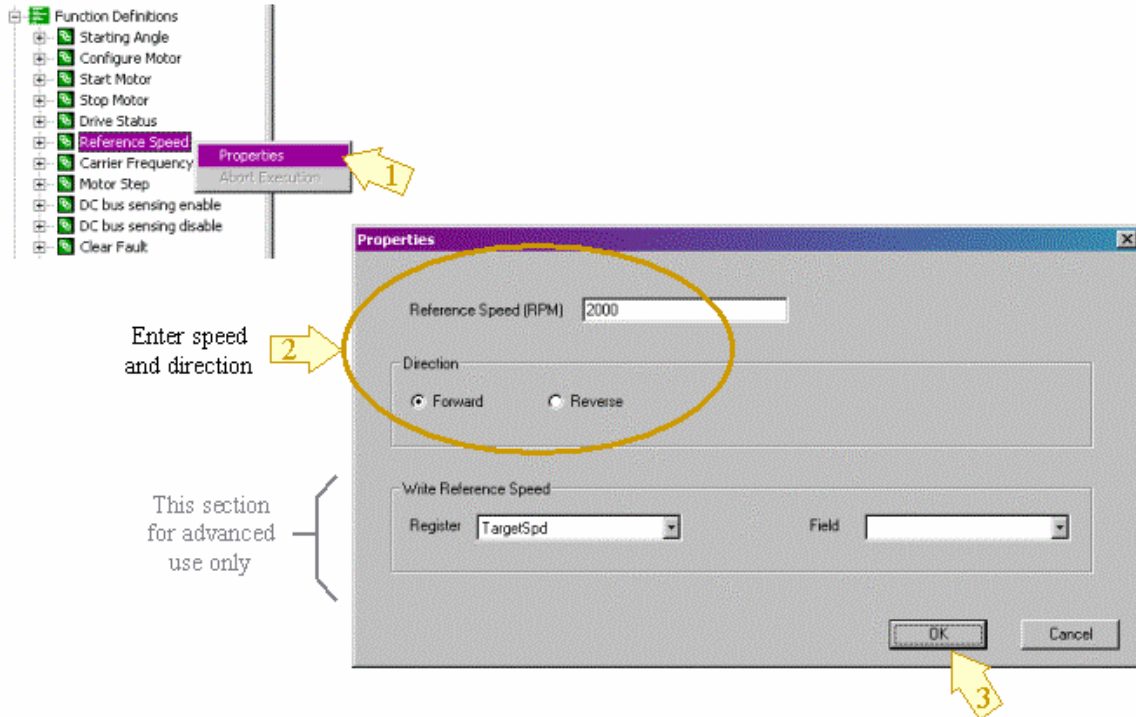 Function Definitions
Starting Angle
Configure Motor
Start Motor
Stop Motor
Drive Status
Reference Speed
Carrier Frequency
Motor Step
DC bus sensing enable
DC bus sensing disable
Clear Fault
Properties
Abort Execution
1
Properties
Reference Speed (RPM) 2000
Enter speed
and direction
2
Direction
Forward Reverse
This section
for advanced
use only
Write Reference Speed
Register TargetSpd Field
OK Cancel
3